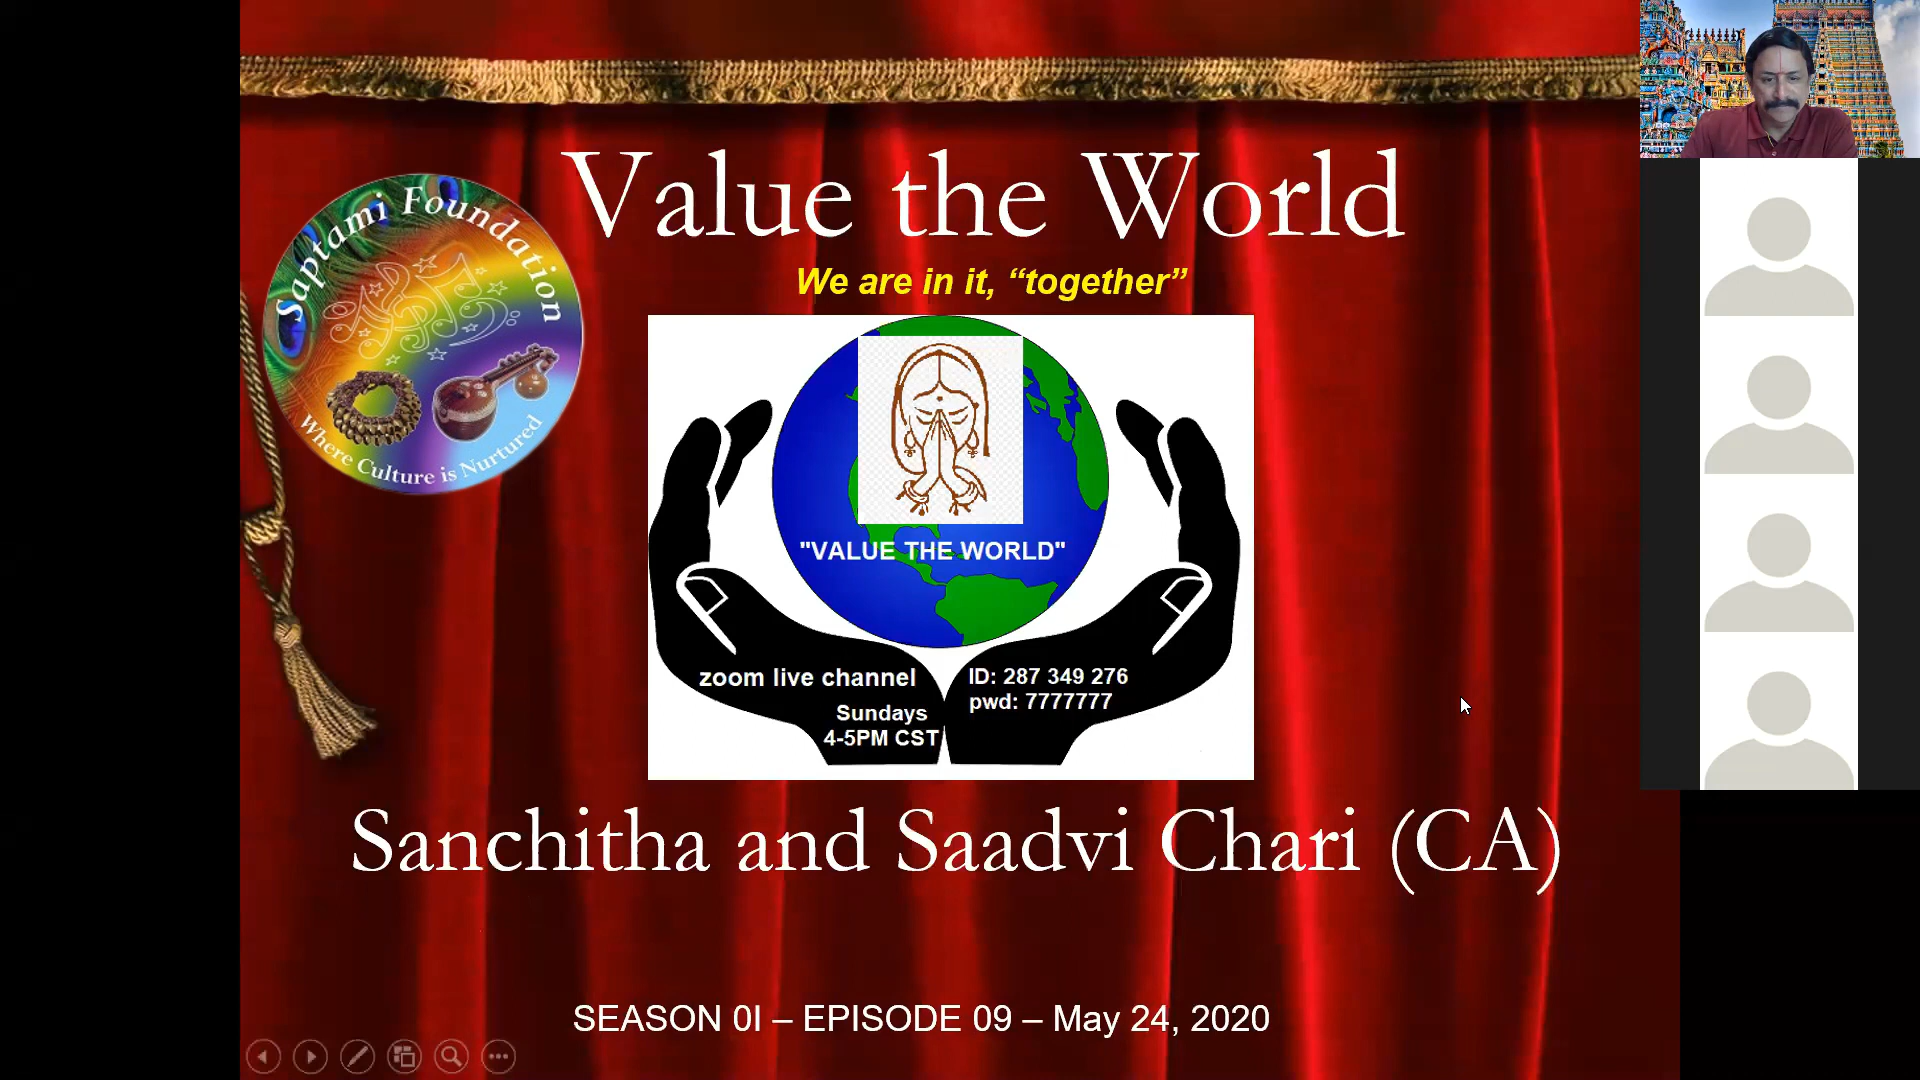 Value the World
We are in it, “together”
Saptami Foundation
Where Culture is Nurtured
"VALUE THE WORLD"
zoom live channel
Sundays
4-5PM CST
ID: 287 349 276
pwd: 7777777
Sanchitha and Saadvi Chari (CA)
SEASON 0I – EPISODE 09 – May 24, 2020